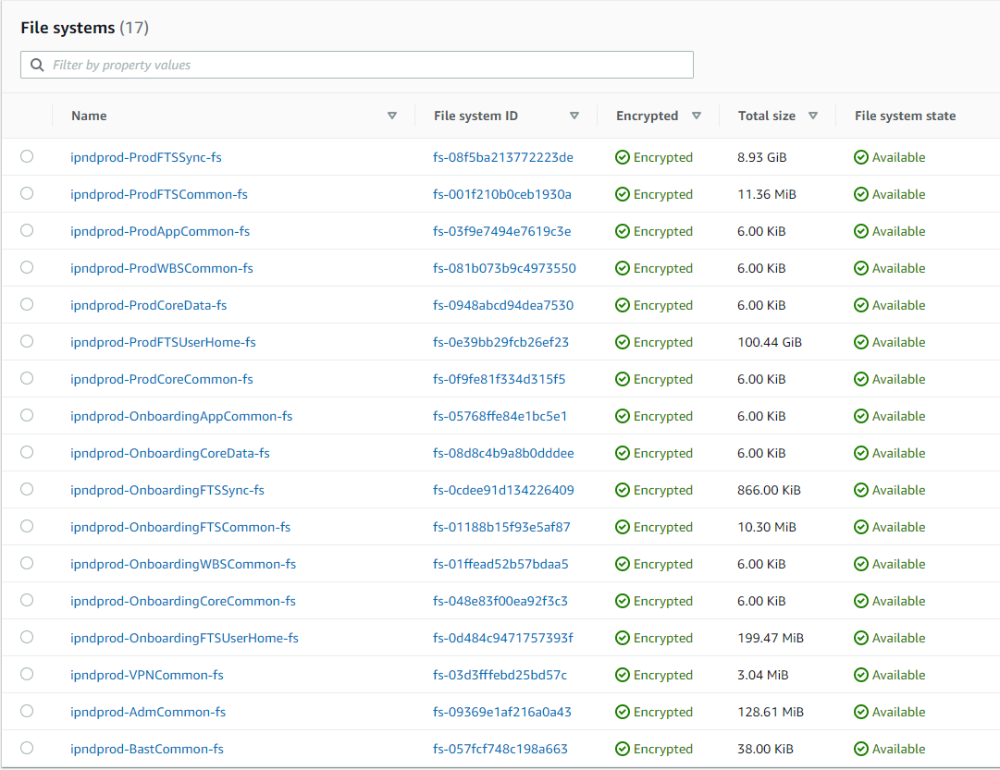 File systems (17)
Filter by property values
Name File system ID Encrypted Total size File system state
ipndprod-ProdFTSSync-fs fs-08f5ba213772223de Encrypted 8.93 GiB Available
ipndprod-ProdFTSCommon-fs fs-001f210b0ceb1930a Encrypted 11.36 MiB Available
ipndprod-ProdAppCommon-fs fs-03f9e7494e7619c3e Encrypted 6.00 KiB Available
ipndprod-ProdWBSCommon-fs fs-081b073b9c4973550 Encrypted 6.00 KiB Available
ipndprod-ProdCoreData-fs fs-0948abcd94dea7530 Encrypted 6.00 KiB Available
ipndprod-ProdFTSUserHome-fs fs-0e39bb29fcb26ef23 Encrypted 100.44 GiB Available
ipndprod-ProdCoreCommon-fs fs-0f9fe81f334d315f5 Encrypted 6.00 KiB Available
ipndprod-OnboardingAppCommon-fs fs-05768ffe84e1bc5e1 Encrypted 6.00 KiB Available
ipndprod-OnboardingCoreData-fs fs-08d8c4b9a8b0dddee Encrypted 6.00 KiB Available
ipndprod-OnboardingFTSSync-fs fs-0cdee91d134226409 Encrypted 866.00 KiB Available
ipndprod-OnboardingFTSCommon-fs fs-01188b15f93e5af87 Encrypted 10.30 MiB Available
ipndprod-OnboardingWBSCommon-fs fs-01ffead52b57bdaa5 Encrypted 6.00 KiB Available
ipndprod-OnboardingCoreCommon-fs fs-048e83f00ea92f3c3 Encrypted 6.00 KiB Available
ipndprod-OnboardingFTSUserHome-fs fs-0d484c9471757393f Encrypted 199.47 MiB Available
ipndprod-VPNCommon-fs fs-03d3fffebd25bd57c Encrypted 3.04 MiB Available
ipndprod-AdmCommon-fs fs-09369e1af216a0a43 Encrypted 128.61 MiB Available
ipndprod-BastCommon-fs fs-057fcf748c198a663 Encrypted 38.00 KiB Available